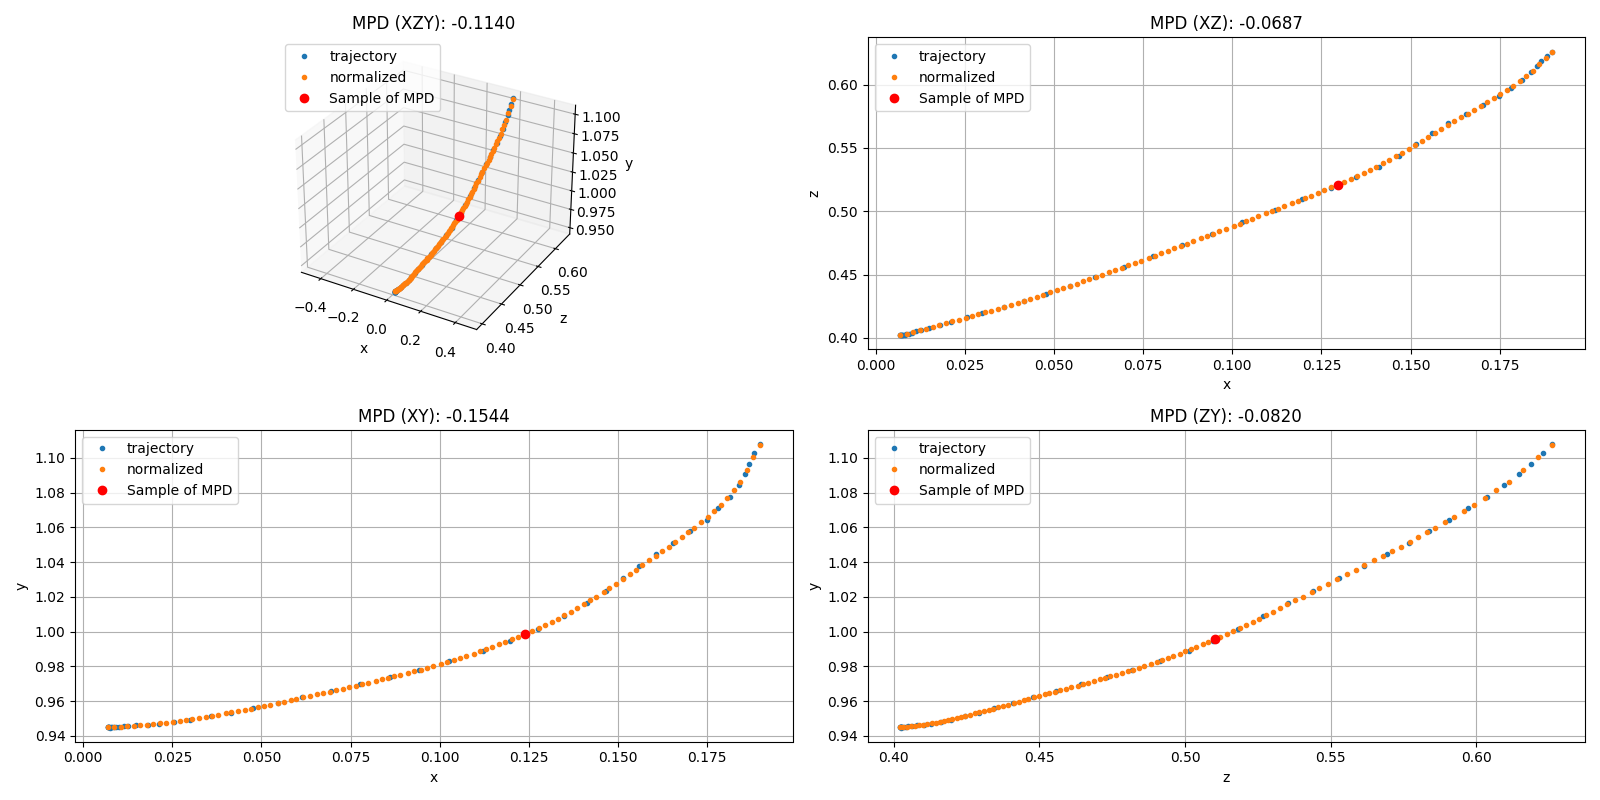 MPD (XZY): -0.1140
trajectory
normalized
Sample of MPD
1.100
1.075
1.050
1.025
1.000
0.975
0.950
y
−0.4
−0.2
0.0
0.2
0.4
x
0.40
0.45
0.50
0.55
0.60
z
MPD (XZ): -0.0687
trajectory
normalized
Sample of MPD
0.60
0.55
0.50
0.45
0.40
z
0.000
0.025
0.050
0.075
0.100
0.125
0.150
0.175
x
MPD (XY): -0.1544
trajectory
normalized
Sample of MPD
1.10
1.08
1.06
1.04
1.02
1.00
0.98
0.96
0.94
y
0.000
0.025
0.050
0.075
0.100
0.125
0.150
0.175
x
MPD (ZY): -0.0820
trajectory
normalized
Sample of MPD
1.10
1.08
1.06
1.04
1.02
1.00
0.98
0.96
0.94
y
0.40
0.45
0.50
0.55
0.60
z